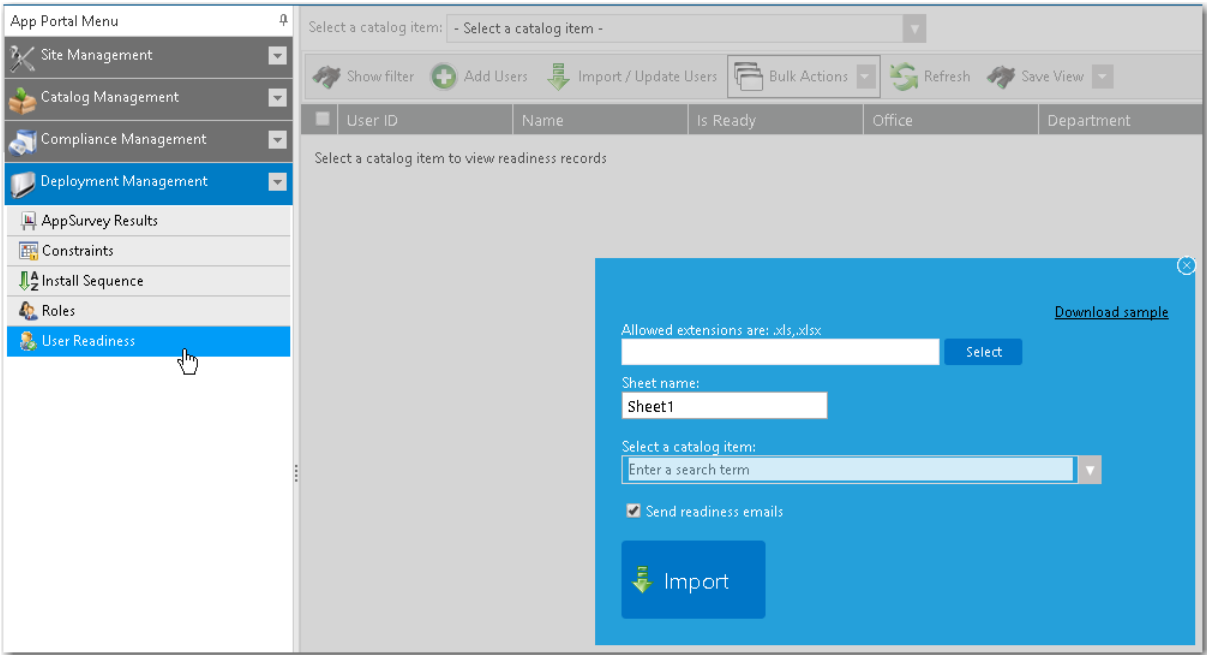 App Portal Menu
Site Management
Catalog Management
Compliance Management
Deployment Management
AppSurvey Results
Constraints
Install Sequence
Roles
User Readiness
Select a catalog item: - Select a catalog item -
Show filter Add Users Import / Update Users Bulk Actions Refresh Save View
User ID Name Is Ready Office Department
Select a catalog item to view readiness records
Download sample
Allowed extensions are: .xls,.xlsx
Select
Sheet name:
Sheet1
Select a catalog item:
Enter a search term
Send readiness emails
Import